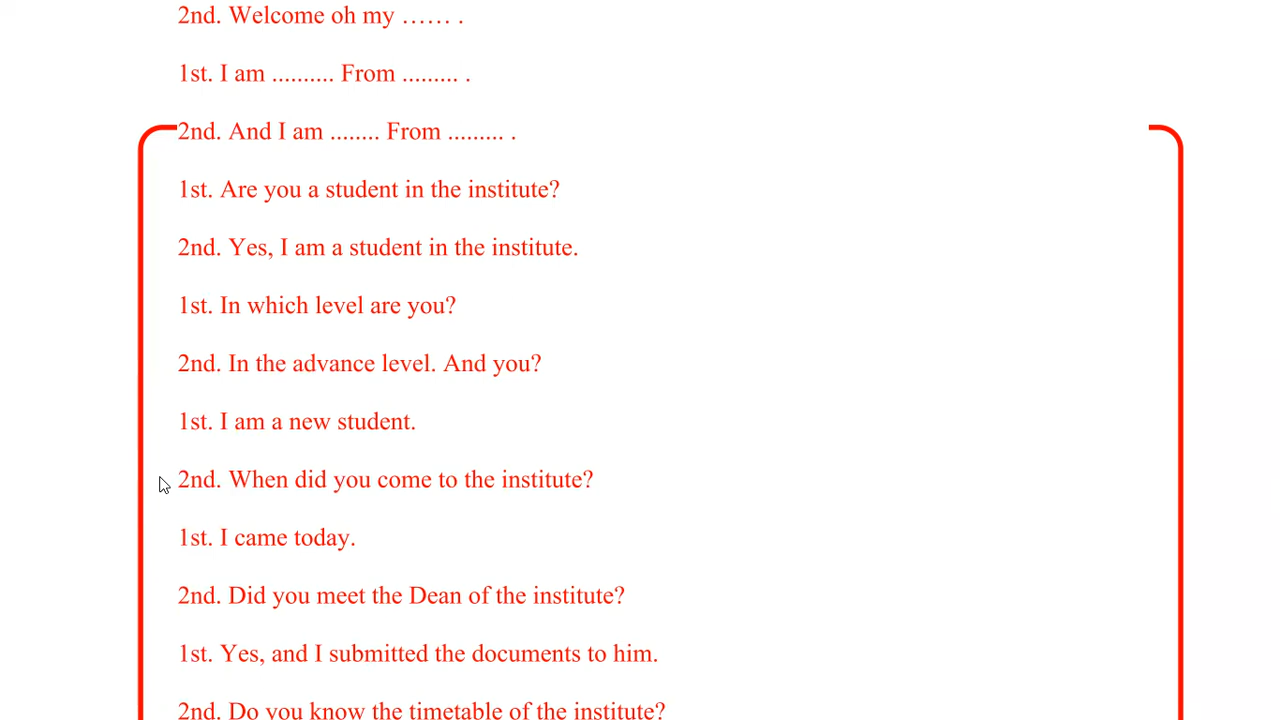 2nd. Welcome oh my …… .
1st. I am .......... From ......... .
2nd. And I am ........ From ......... .
1st. Are you a student in the institute?
2nd. Yes, I am a student in the institute.
1st. In which level are you?
2nd. In the advance level. And you?
1st. I am a new student.
2nd. When did you come to the institute?
1st. I came today.
2nd. Did you meet the Dean of the institute?
1st. Yes, and I submitted the documents to him.
2nd. Do you know the timetable of the institute?